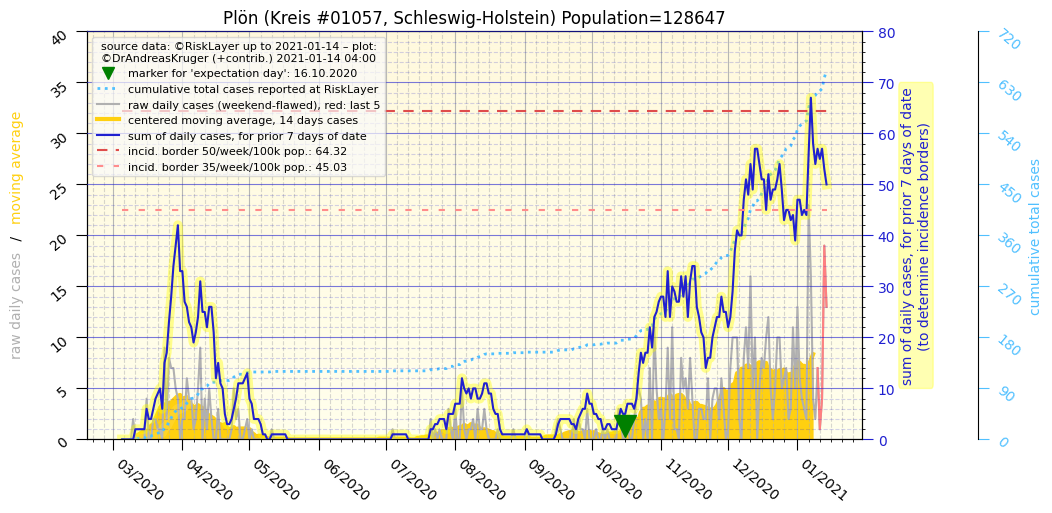 Plön (Kreis #01057, Schleswig-Holstein) Population=128647
source data: ©RiskLayer up to 2021-01-14 – plot:
©DrAndreasKruger (+contrib.) 2021-01-14 04:00
marker for 'expectation day': 16.10.2020
cumulative total cases reported at RiskLayer
raw daily cases (weekend-flawed), red: last 5
centered moving average, 14 days cases
sum of daily cases, for prior 7 days of date
incid. border 50/week/100k pop.: 64.32
incid. border 35/week/100k pop.: 45.03
raw daily cases / moving average
40
35
30
25
20
15
10
5
0
03/2020
04/2020
05/2020
06/2020
07/2020
08/2020
09/2020
10/2020
11/2020
12/2020
01/2021
80
70
60
50
40
30
20
10
0
sum of daily cases, for prior 7 days of date
(to determine incidence borders)
720
630
540
450
360
270
180
90
0
cumulative total cases